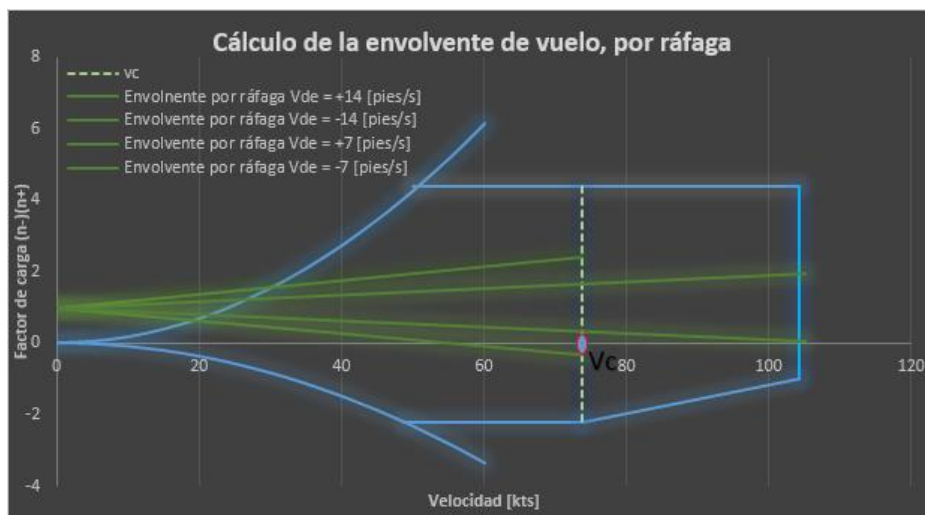 Cálculo de la envolvente de vuelo, por ráfaga
8
vc
Envolnente por ráfaga Vde = +14 [pies/s]
Envolvente por ráfaga Vde = -14 [pies/s]
6
Envolvente por ráfaga Vde = +7 [pies/s]
Envolvente por ráfaga Vde = -7 [pies/s]
4
2
0
-2
-4
Factor de carga (n-)(n+)
Vc
0 20 40 60 80 100 120
Velocidad [kts]